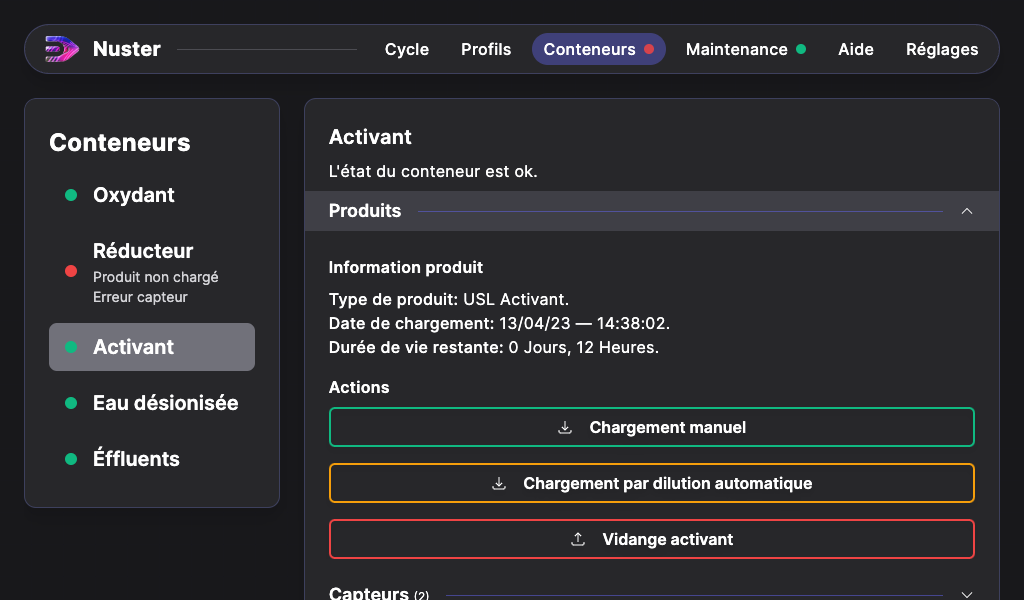 Nuster
Cycle
Profils
Conteneurs
Maintenance
Aide
Réglages
Conteneurs
Oxydant
Réducteur
Produit non chargé
Erreur capteur
Activant
Eau désionisée
Éffluents
Activant
L'état du conteneur est ok.
Produits
Information produit
Type de produit: USL Activant.
Date de chargement: 13/04/23 — 14:38:02.
Durée de vie restante: 0 Jours, 12 Heures.
Actions
Chargement manuel
Chargement par dilution automatique
Vidange activant
Capteurs (2)